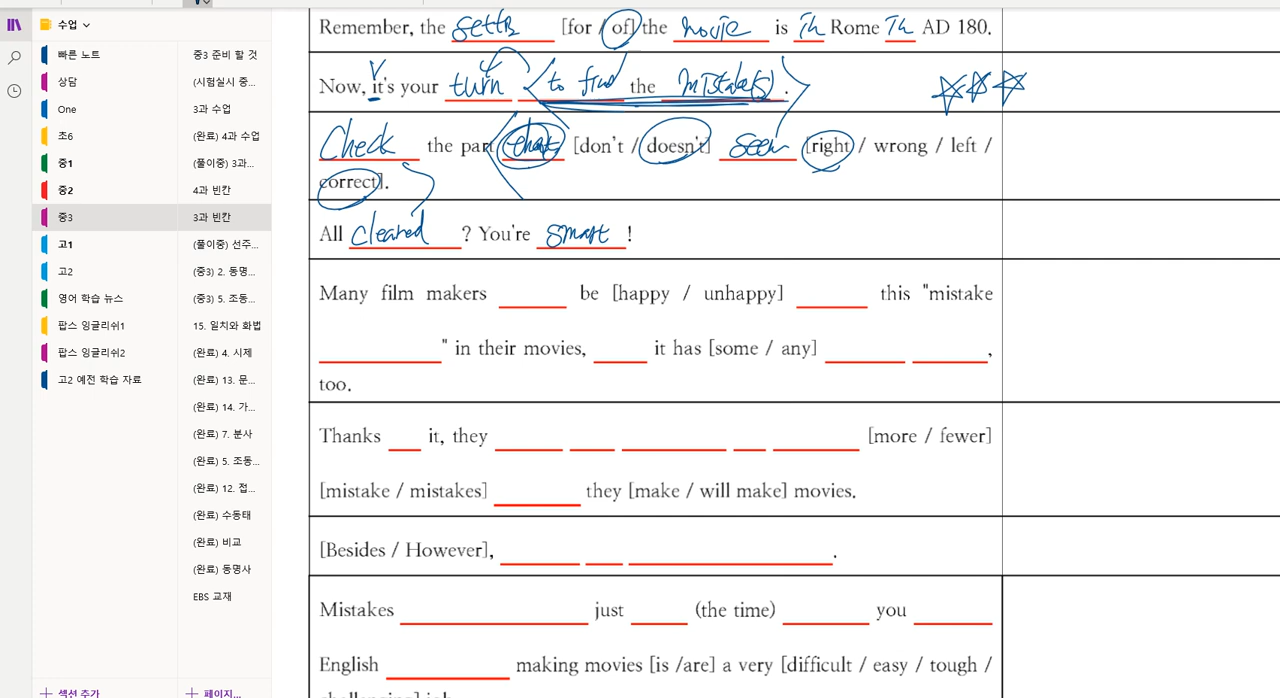 수업
빠른 노트
상담
One
초6
중1
중2
중3
고1
고2
영어 학습 뉴스
팝스 잉글리쉬1
팝스 잉글리쉬2
고2 예전 학습 자료
섹션 추가
중3 준비 할 것
(시험실시 중...
3과 수업
(완료) 4과 수업
(풀이중) 3과...
4과 빈칸
3과 빈칸
(풀이중) 선주...
(중3) 2. 동명...
(중3) 5. 조동...
15. 일치와 화법
(완료) 4. 시제
(완료) 13. 문...
(완료) 14. 가...
(완료) 7. 분사
(완료) 5. 조동...
(완료) 12. 접...
(완료) 수동태
(완료) 비교
(완료) 동명사
EBS 교재
페이지...
Remember, the [for / of] the movie is in Rome in AD 180.
Now, it's your turn to find the mistake(s).
Check the part that [don't / doesn't] seem [right / wrong / left /
correct].
All cleared ? You're smart !
Many film makers be [happy / unhappy] this "mistake
" in their movies, it has [some / any] ,
too.
Thanks it, they [more / fewer]
[mistake / mistakes] they [make / will make] movies.
[Besides / However], .
Mistakes just (the time) you
English making movies [is /are] a very [difficult / easy / tough /
challenging] job.